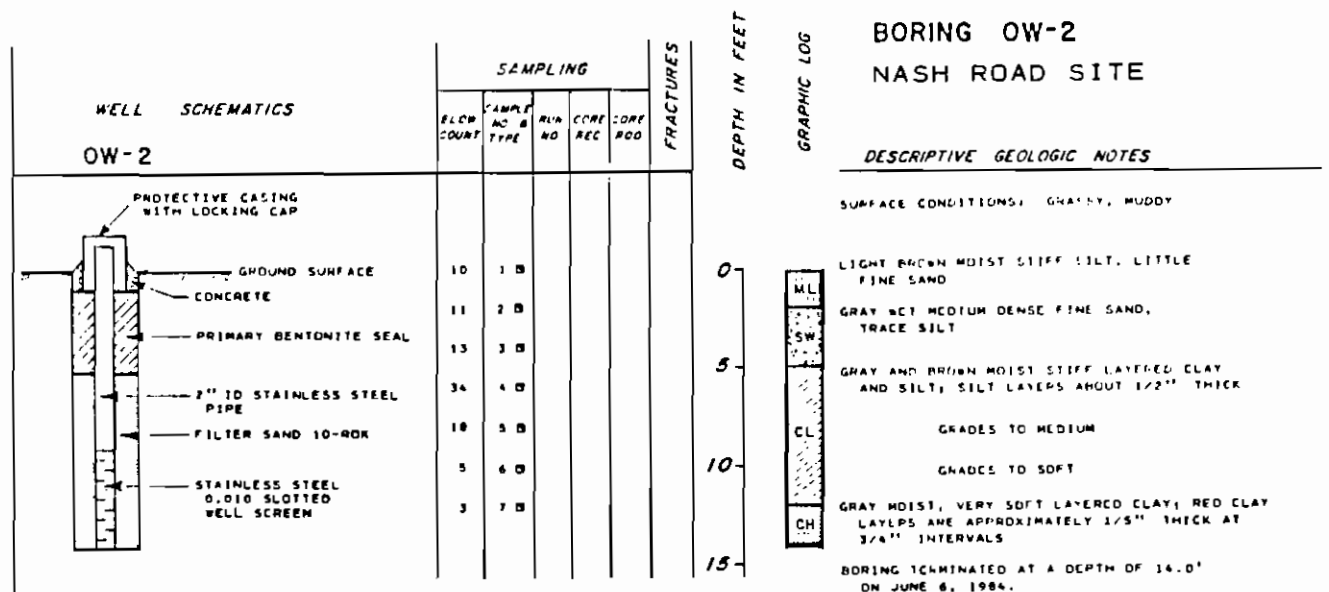 BORING OW-2
NASH ROAD SITE
WELL SCHEMATICS
OW-2
SAMPLING
BLOW COUNT
SAMPLE NO & TYPE
RUN NO
CORE REC
CORE RQD
FRACTURES
DEPTH IN FEET
GRAPHIC LOG
DESCRIPTIVE GEOLOGIC NOTES
PROTECTIVE CASING
WITH LOCKING CAP
GROUND SURFACE
CONCRETE
PRIMARY BENTONITE SEAL
2" ID STAINLESS STEEL
PIPE
FILTER SAND 10-ROK
STAINLESS STEEL
0.010 SLOTTED
WELL SCREEN
10 1
11 2
13 3
34 4
18 5
5 6
3 7
0
5
10
15
ML
SW
CL
CH
SURFACE CONDITIONS: GRASSY, MUDDY
LIGHT BROWN MOIST STIFF SILT, LITTLE
FINE SAND
GRAY WET MEDIUM DENSE FINE SAND,
TRACE SILT
GRAY AND BROWN MOIST STIFF LAYERED CLAY
AND SILT; SILT LAYERS ABOUT 1/2" THICK
GRADES TO MEDIUM
GRADES TO SOFT
GRAY MOIST, VERY SOFT LAYERED CLAY; RED CLAY
LAYERS ARE APPROXIMATELY 1/5" THICK AT
3/4" INTERVALS
BORING TERMINATED AT A DEPTH OF 14.0'
ON JUNE 6, 1984.